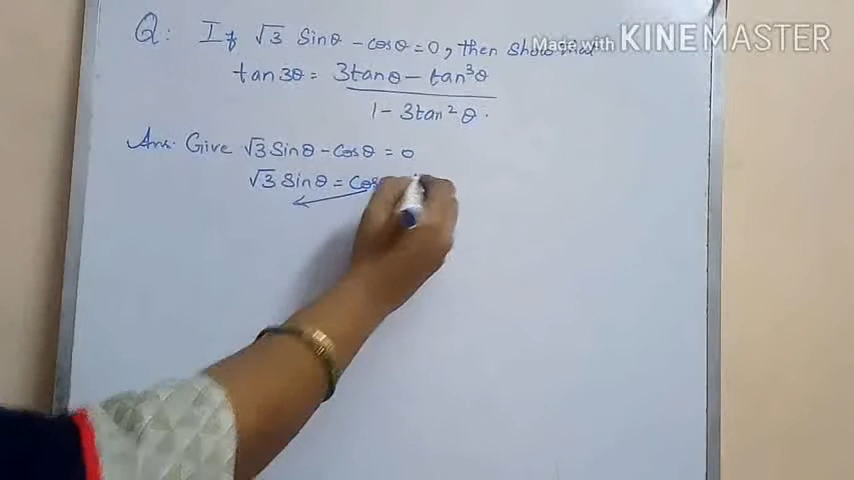 Q: If √3 Sinθ - cosθ = 0, then show that
Made with KINEMASTER
tan3θ = 3tanθ - tan³θ
1 - 3tan²θ.
Ans. Give √3 Sinθ - Cosθ = 0
√3 Sinθ = Cosθ